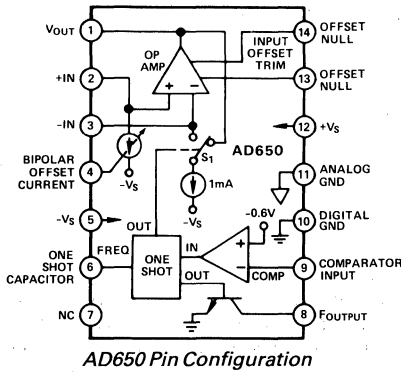 VOUT 1
OP AMP
INPUT OFFSET TRIM
14 OFFSET NULL
+IN 2
13 OFFSET NULL
+ −
-IN 3
12 +VS
S1
AD650
BIPOLAR OFFSET CURRENT 4
-VS
1mA
-VS
11 ANALOG GND
-VS 5
OUT
-0.6V
10 DIGITAL GND
FREQ
IN
+
ONE SHOT CAPACITOR 6
ONE SHOT
OUT
−
COMP
9 COMPARATOR INPUT
NC 7
8 FOUTPUT
AD650 Pin Configuration